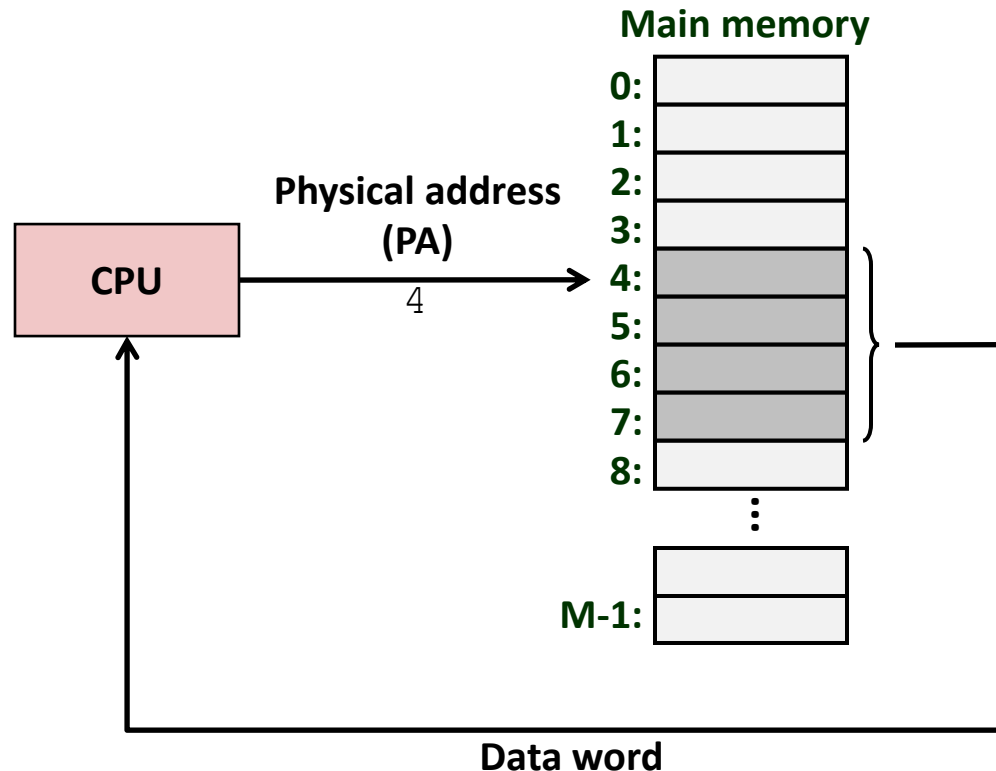 Main memory
0:
1:
2:
Physical address
(PA)
3:
CPU
4
4:
5:
6:
7:
8:
M-1:
Data word